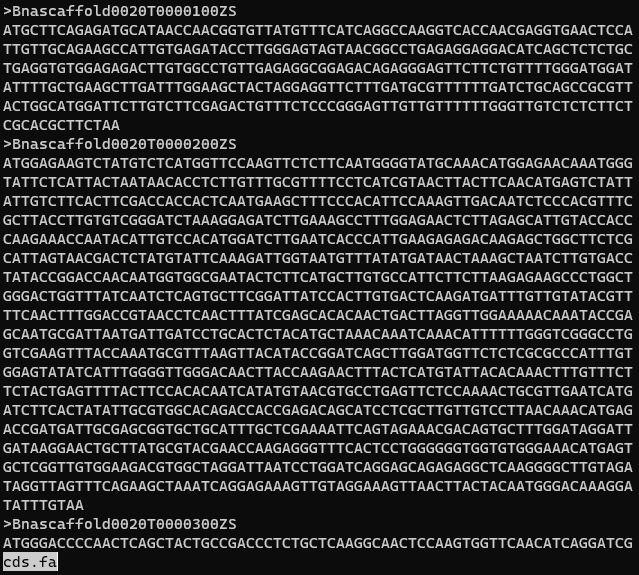 >Bnascaffold0020T0000100ZS
ATGCTTCAGAGATGCATAACCAACGGTGTTATGTTTCATCAGGCCAAGGTCACCAACGAGGTGAACTCCA
TTGTTGCAGAAGCCATTGTGAGATACCTTGGGAGTAGTAACGGCCTGAGAGGAGGACATCAGCTCTCTGC
TGAGGTGTGGAGAGACTTGTGGCCTGTTGAGAGGCGGAGACAGAGGGAGTTCTTCTGTTTTGGGATGGAT
ATTTTGCTGAAGCTTGATTTGGAAGCTACTAGGAGGTTCTTTGATGCGTTTTTTGATCTGCAGCCGCGTT
ACTGGCATGGATTCTTGTCTTCGAGACTGTTTCTCCCGGGAGTTGTTGTTTTTTGGGTTGTCTCTCTTCT
CGCACGCTTCTAA
>Bnascaffold0020T0000200ZS
ATGGAGAAGTCTATGTCTCATGGTTCCAAGTTCTCTTCAATGGGGTATGCAAACATGGAGAACAAATGGG
TATTCTCATTACTAATAACACCTCTTGTTTGCGTTTTCCTCATCGTAACTTACTTCAACATGAGTCTATT
ATTGTCTTCACTTCGACCACCACTCAATGAAGCTTTCCCACATTCCAAAGTTGACAATCTCCCACGTTTC
GCTTACCTTGTGTCGGGATCTAAAGGAGATCTTGAAAGCCTTTGGAGAACTCTTAGAGCATTGTACCACC
CAAGAAACCAATACATTGTCCACATGGATCTTGAATCACCCATTGAAGAGAGACAAGAGCTGGCTTCTCG
CATTAGTAACGACTCTATGTATTCAAAGATTGGTAATGTTTATATGATAACTAAAGCTAATCTTGTGACC
TATACCGGACCAACAATGGTGGCGAATACTCTTCATGCTTGTGCCATTCTTCTTAAGAGAAGCCCTGGCT
GGGACTGGTTTATCAATCTCAGTGCTTCGGATTATCCACTTGTGACTCAAGATGATTTGTTGTATACGTT
TTCAACTTTGGACCGTAACCTCAACTTTATCGAGCACACAACTGACTTAGGTTGGAAAAACAAATACCGA
GCAATGCGATTAATGATTGATCCTGCACTCTACATGCTAAACAAATCAAACATTTTTTGGGTCGGGCCTG
GTCGAAGTTTACCAAATGCGTTTAAGTTACATACCGGATCAGCTTGGATGGTTCTCTCGCGCCCATTTGT
GGAGTATATCATTTGGGGTTGGGACAACTTACCAAGAACTTTACTCATGTATTACACAAACTTTGTTTCT
TCTACTGAGTTTTACTTCCACACAATCATATGTAACGTGCCTGAGTTCTCCAAAACTGCGTTGAATCATG
ATCTTCACTATATTGCGTGGCACAGACCACCGAGACAGCATCCTCGCTTGTTGTCCTTAACAAACATGAG
ACCGATGATTGCGAGCGGTGCTGCATTTGCTCGAAAATTCAGTAGAAACGACAGTGCTTTGGATAGGATT
GATAAGGAACTGCTTATGCGTACGAACCAAGAGGGTTTCACTCCTGGGGGGTGGTGTGGGAAACATGAGT
GCTCGGTTGTGGAAGACGTGGCTAGGATTAATCCTGGATCAGGAGCAGAGAGGCTCAAGGGGCTTGTAGA
TAGGTTAGTTTCAGAAGCTAAATCAGGAGAAAGTTGTAGGAAAGTTAACTTACTACAATGGGACAAAGGA
TATTTGTAA
>Bnascaffold0020T0000300ZS
ATGGGACCCCAACTCAGCTACTGCCGACCCTCTGCTCAAGGCAACTCCAAGTGGTTCAACATCAGGATCG
cds.fa